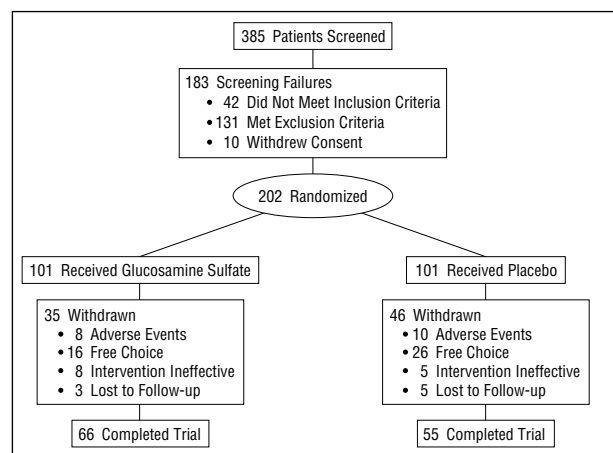 385 Patients Screened
183 Screening Failures
• 42 Did Not Meet Inclusion Criteria
• 131 Met Exclusion Criteria
• 10 Withdrew Consent
202 Randomized
101 Received Glucosamine Sulfate
101 Received Placebo
35 Withdrawn
• 8 Adverse Events
• 16 Free Choice
• 8 Intervention Ineffective
• 3 Lost to Follow-up
46 Withdrawn
• 10 Adverse Events
• 26 Free Choice
• 5 Intervention Ineffective
• 5 Lost to Follow-up
66 Completed Trial
55 Completed Trial